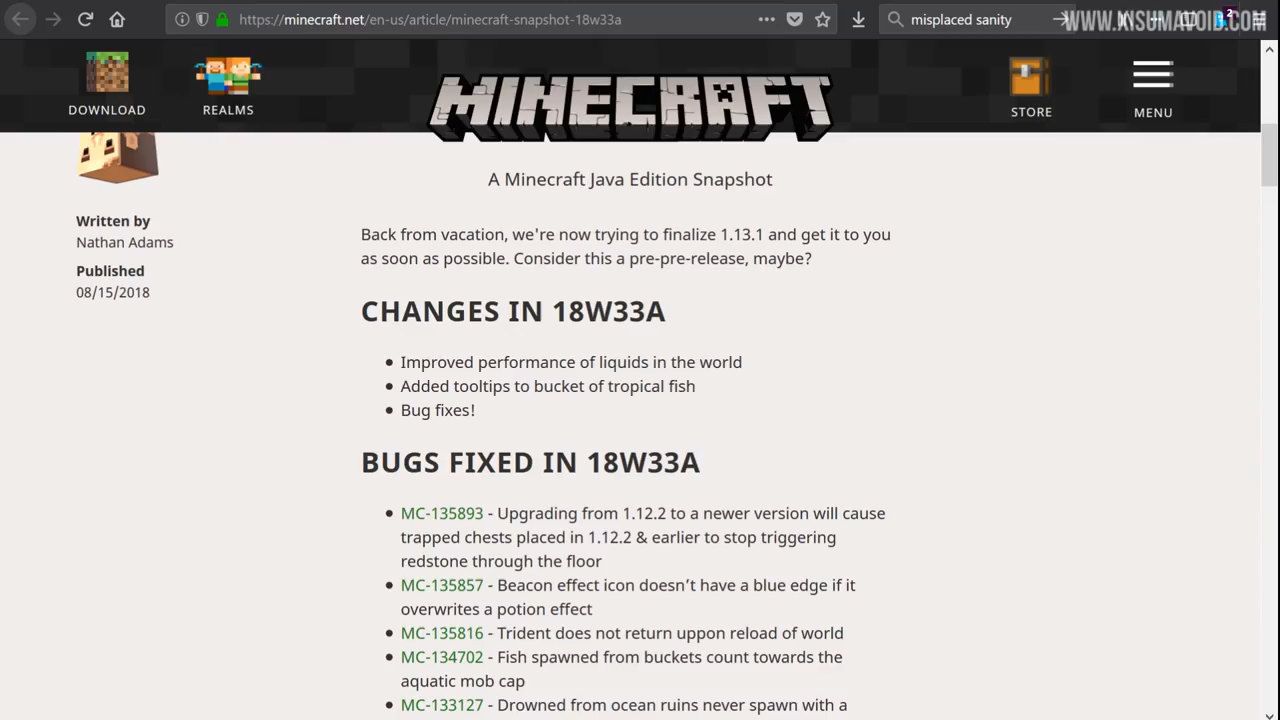 https://minecraft.net/en-us/article/minecraft-snapshot-18w33a
misplaced sanity
WWW.XISUMAVOID.COM
2
DOWNLOAD
REALMS
MINECRAFT
STORE
MENU
A Minecraft Java Edition Snapshot
Written by
Nathan Adams
Published
08/15/2018
Back from vacation, we're now trying to finalize 1.13.1 and get it to you
as soon as possible. Consider this a pre-pre-release, maybe?
CHANGES IN 18W33A
Improved performance of liquids in the world
Added tooltips to bucket of tropical fish
Bug fixes!
BUGS FIXED IN 18W33A
MC-135893 - Upgrading from 1.12.2 to a newer version will cause
trapped chests placed in 1.12.2 & earlier to stop triggering
redstone through the floor
MC-135857 - Beacon effect icon doesn’t have a blue edge if it
overwrites a potion effect
MC-135816 - Trident does not return uppon reload of world
MC-134702 - Fish spawned from buckets count towards the
aquatic mob cap
MC-133127 - Drowned from ocean ruins never spawn with a